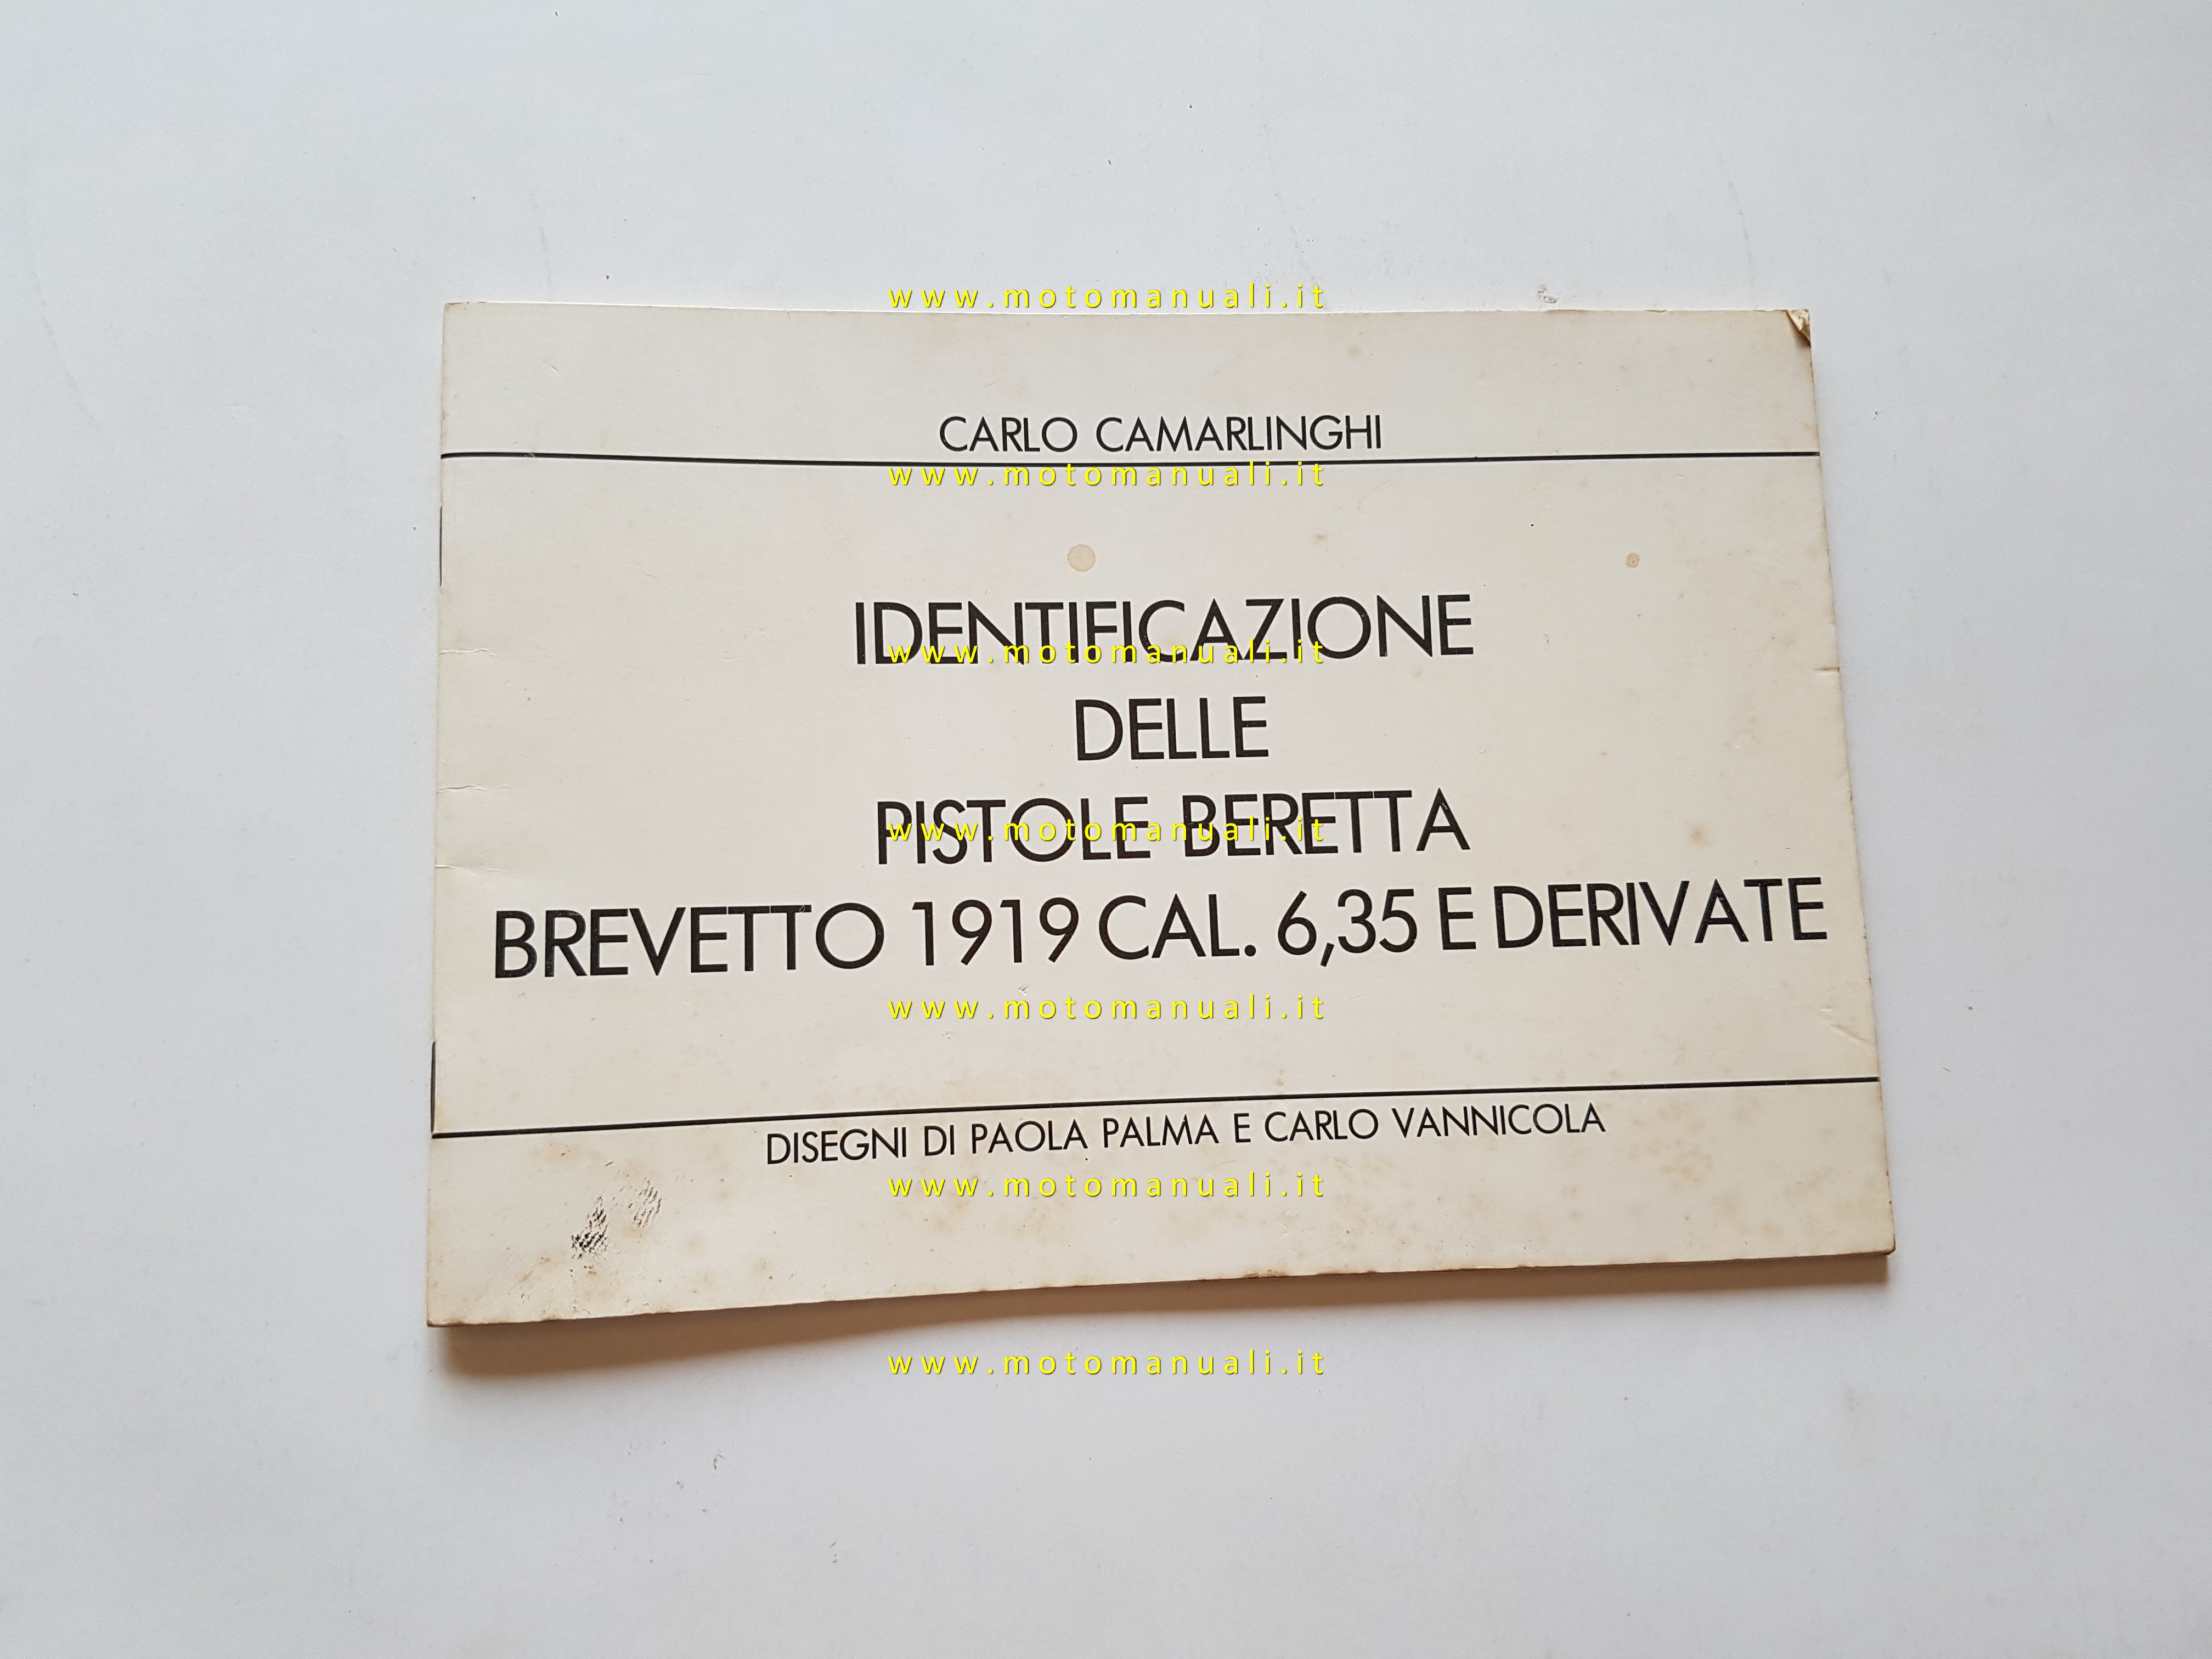 www.motomanuali.it
CARLO CAMARLINGHI
www.motomanuali.it
IDENTIFICAZIONE
www.motomanuali.it
DELLE
PISTOLE BERETTA
www.motomanuali.it
BREVETTO 1919 CAL. 6,35 E DERIVATE
www.motomanuali.it
DISEGNI DI PAOLA PALMA E CARLO VANNICOLA
www.motomanuali.it
www.motomanuali.it